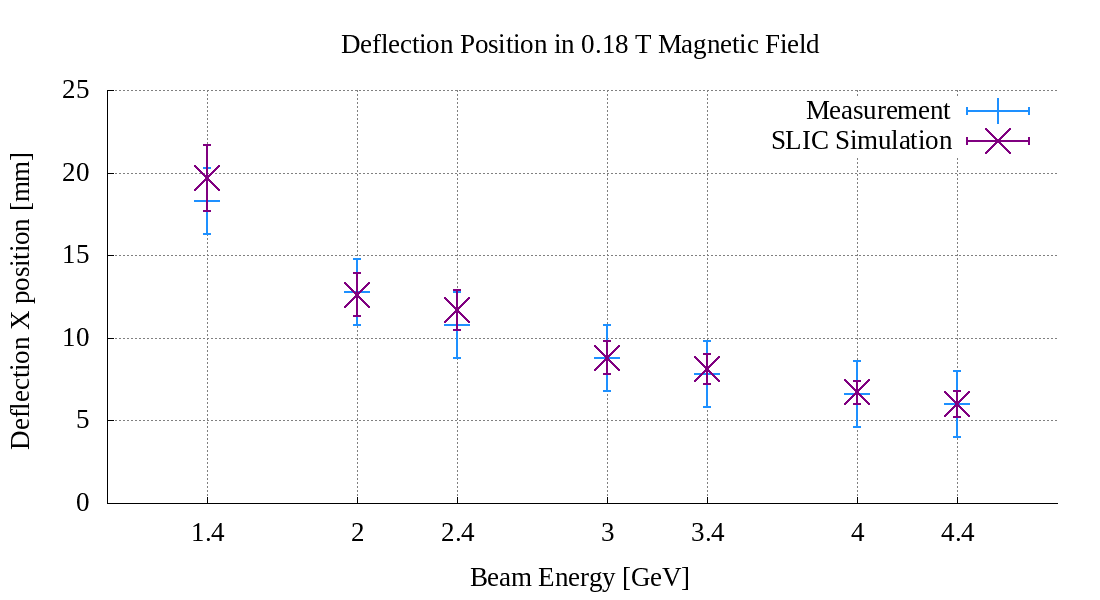 Deflection Position in 0.18 T Magnetic Field
Measurement
SLIC Simulation
Deflection X position [mm]
25
20
15
10
5
0
1.4 2 2.4 3 3.4 4 4.4
Beam Energy [GeV]